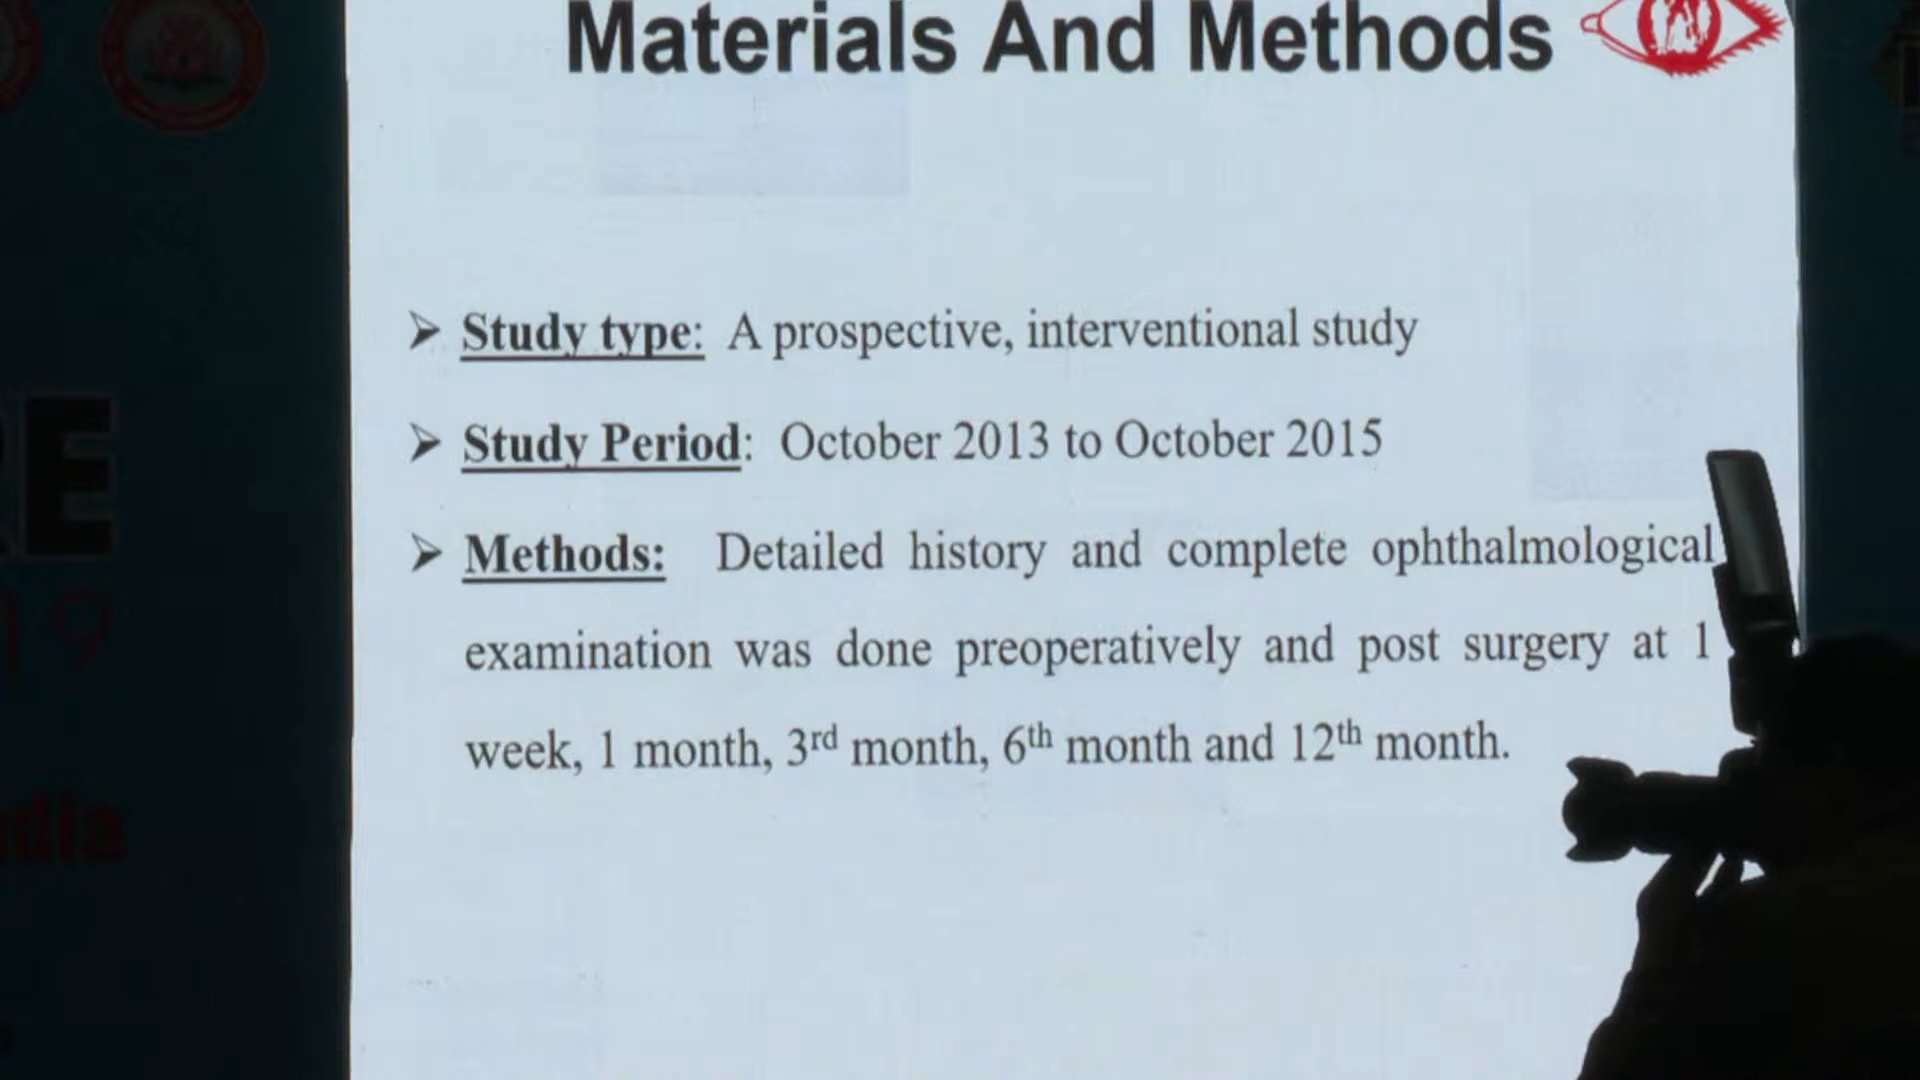 Materials And Methods
➢ Study type: A prospective, interventional study
➢ Study Period: October 2013 to October 2015
➢ Methods: Detailed history and complete ophthalmological
examination was done preoperatively and post surgery at 1
week, 1 month, 3rd month, 6th month and 12th month.